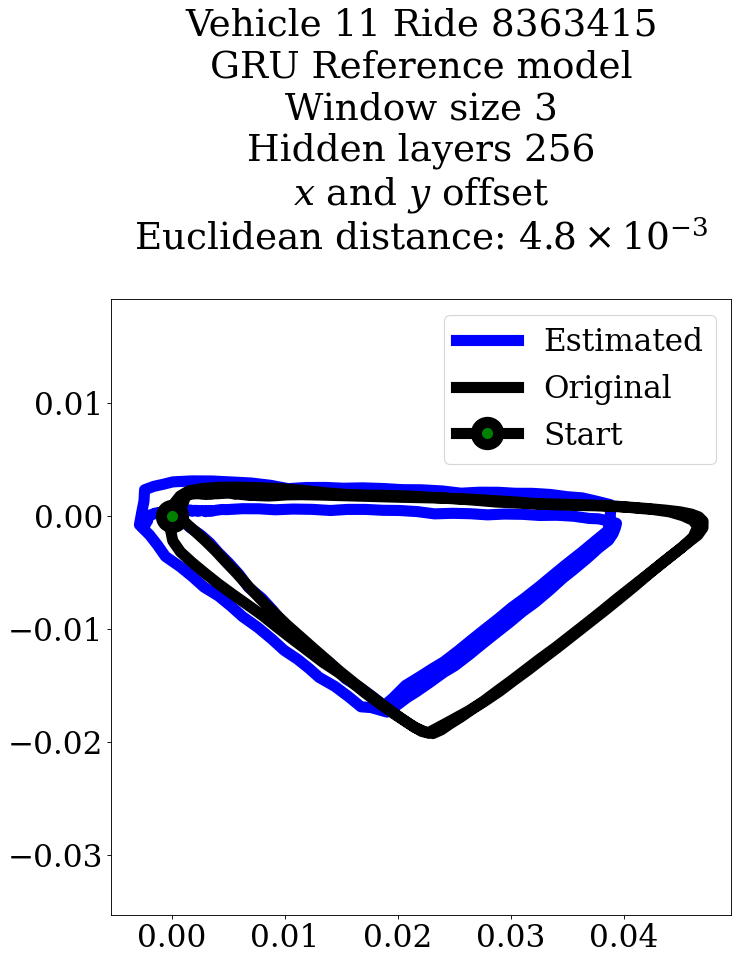 Vehicle 11 Ride 8363415
GRU Reference model
Window size 3
Hidden layers 256
x and y offset
Euclidean distance: 4.8 × 10⁻³
Estimated
Original
Start
0.01
0.00
−0.01
−0.02
−0.03
0.00 0.01 0.02 0.03 0.04